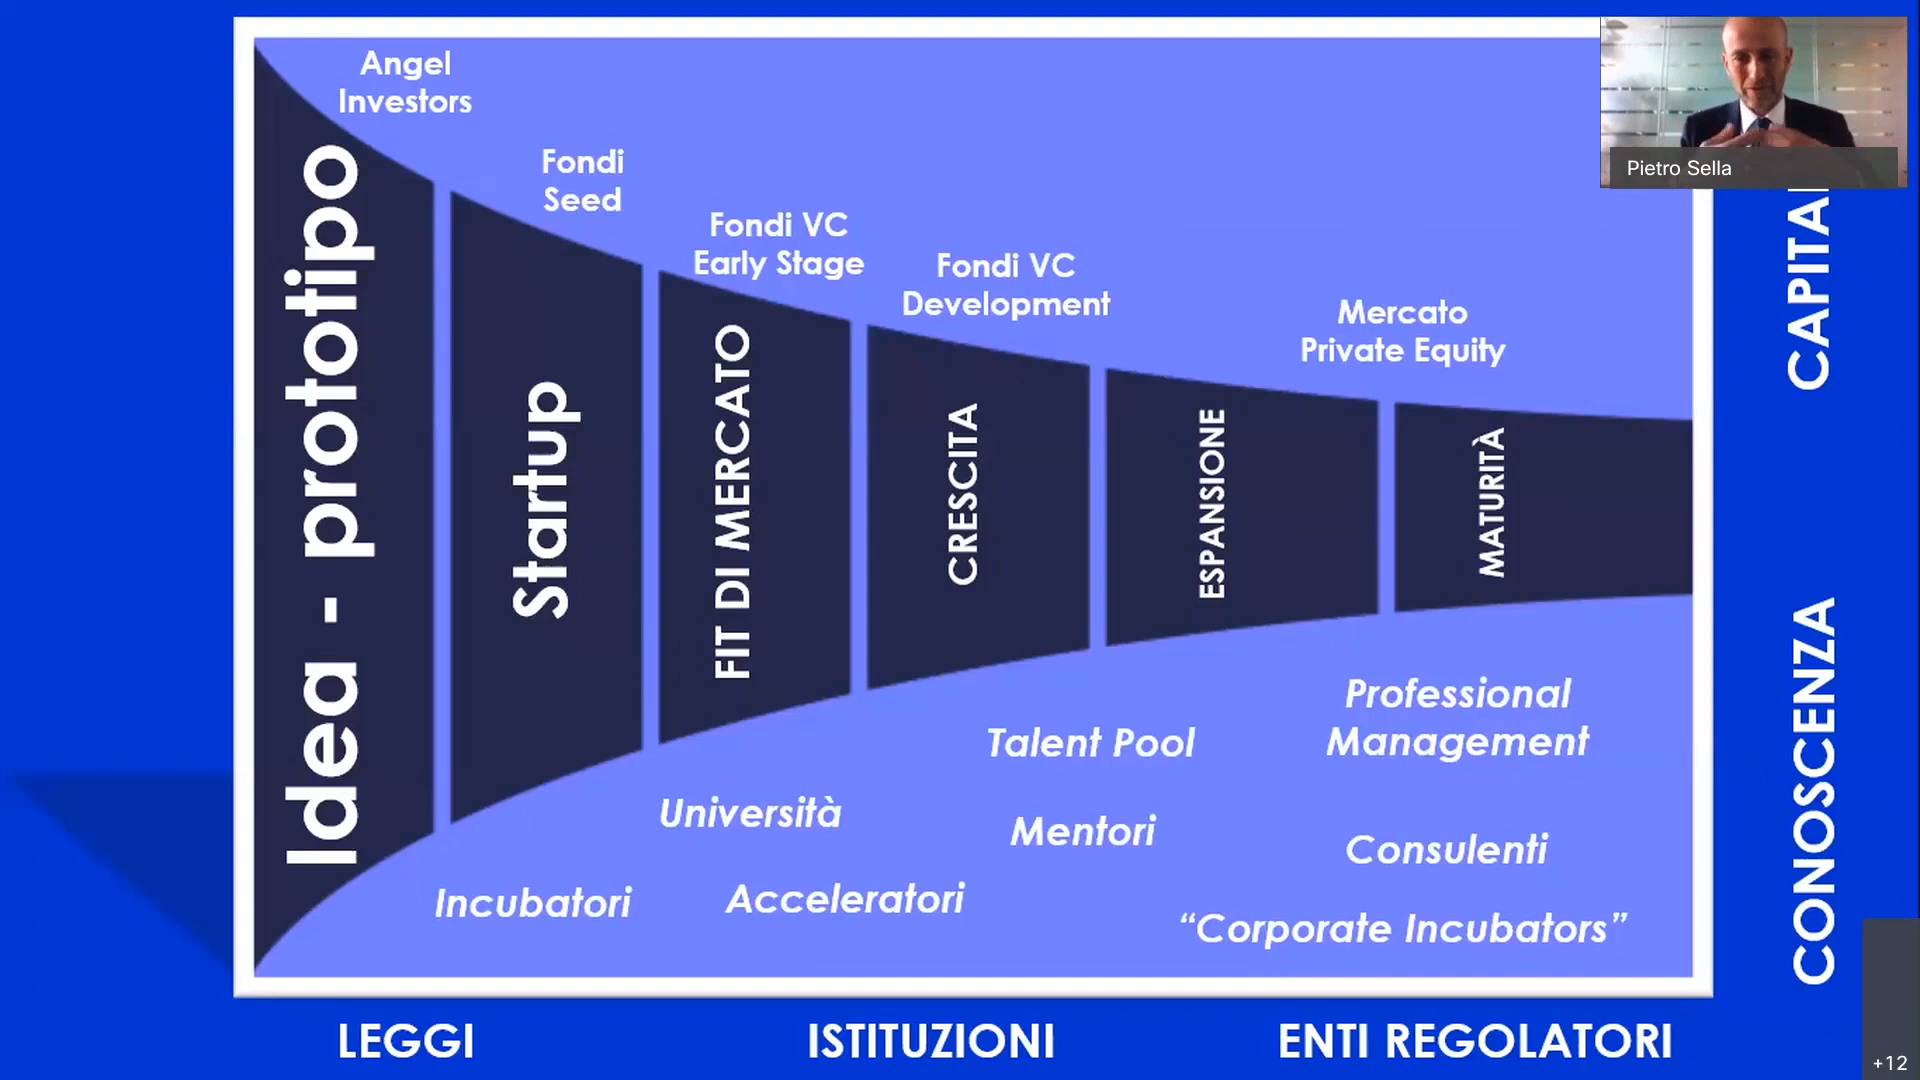 Angel
Investors
Fondi
Seed
Fondi VC
Early Stage
Fondi VC
Development
Mercato
Private Equity
Pietro Sella
Idea - prototipo
Startup
FIT DI MERCATO
CRESCITA
ESPANSIONE
MATURITÀ
Professional
Management
Talent Pool
Università
Mentori
Consulenti
Incubatori
Acceleratori
“Corporate Incubators”
CONOSCENZA
LEGGI
ISTITUZIONI
ENTI REGOLATORI
+12